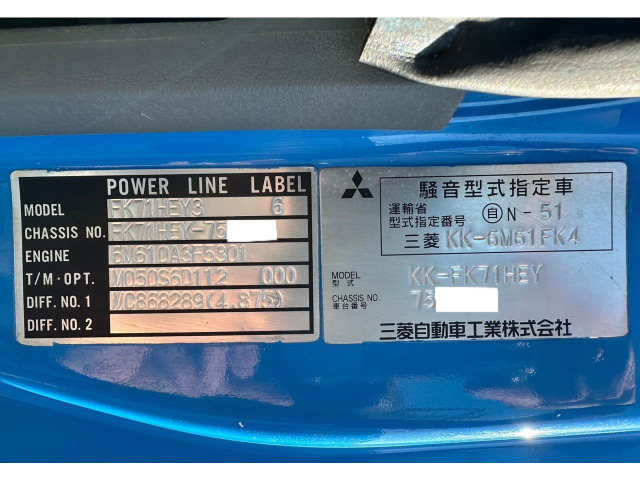 POWER LINE LABEL
MODEL FK71HEY3 6
CHASSIS NO. FK71HEY-75
ENGINE 6M610A3F5301
T/M·OPT. M050S6D112 000
DIFF. NO. 1 MC868289(4.875)
DIFF. NO. 2
騒音型式指定車
運輸省
型式指定番号 自 N-51
三菱 KK-6M61FK4
MODEL
型式 KK-FK71HEY
CHASSIS NO.
車台番号 75
三菱自動車工業株式会社